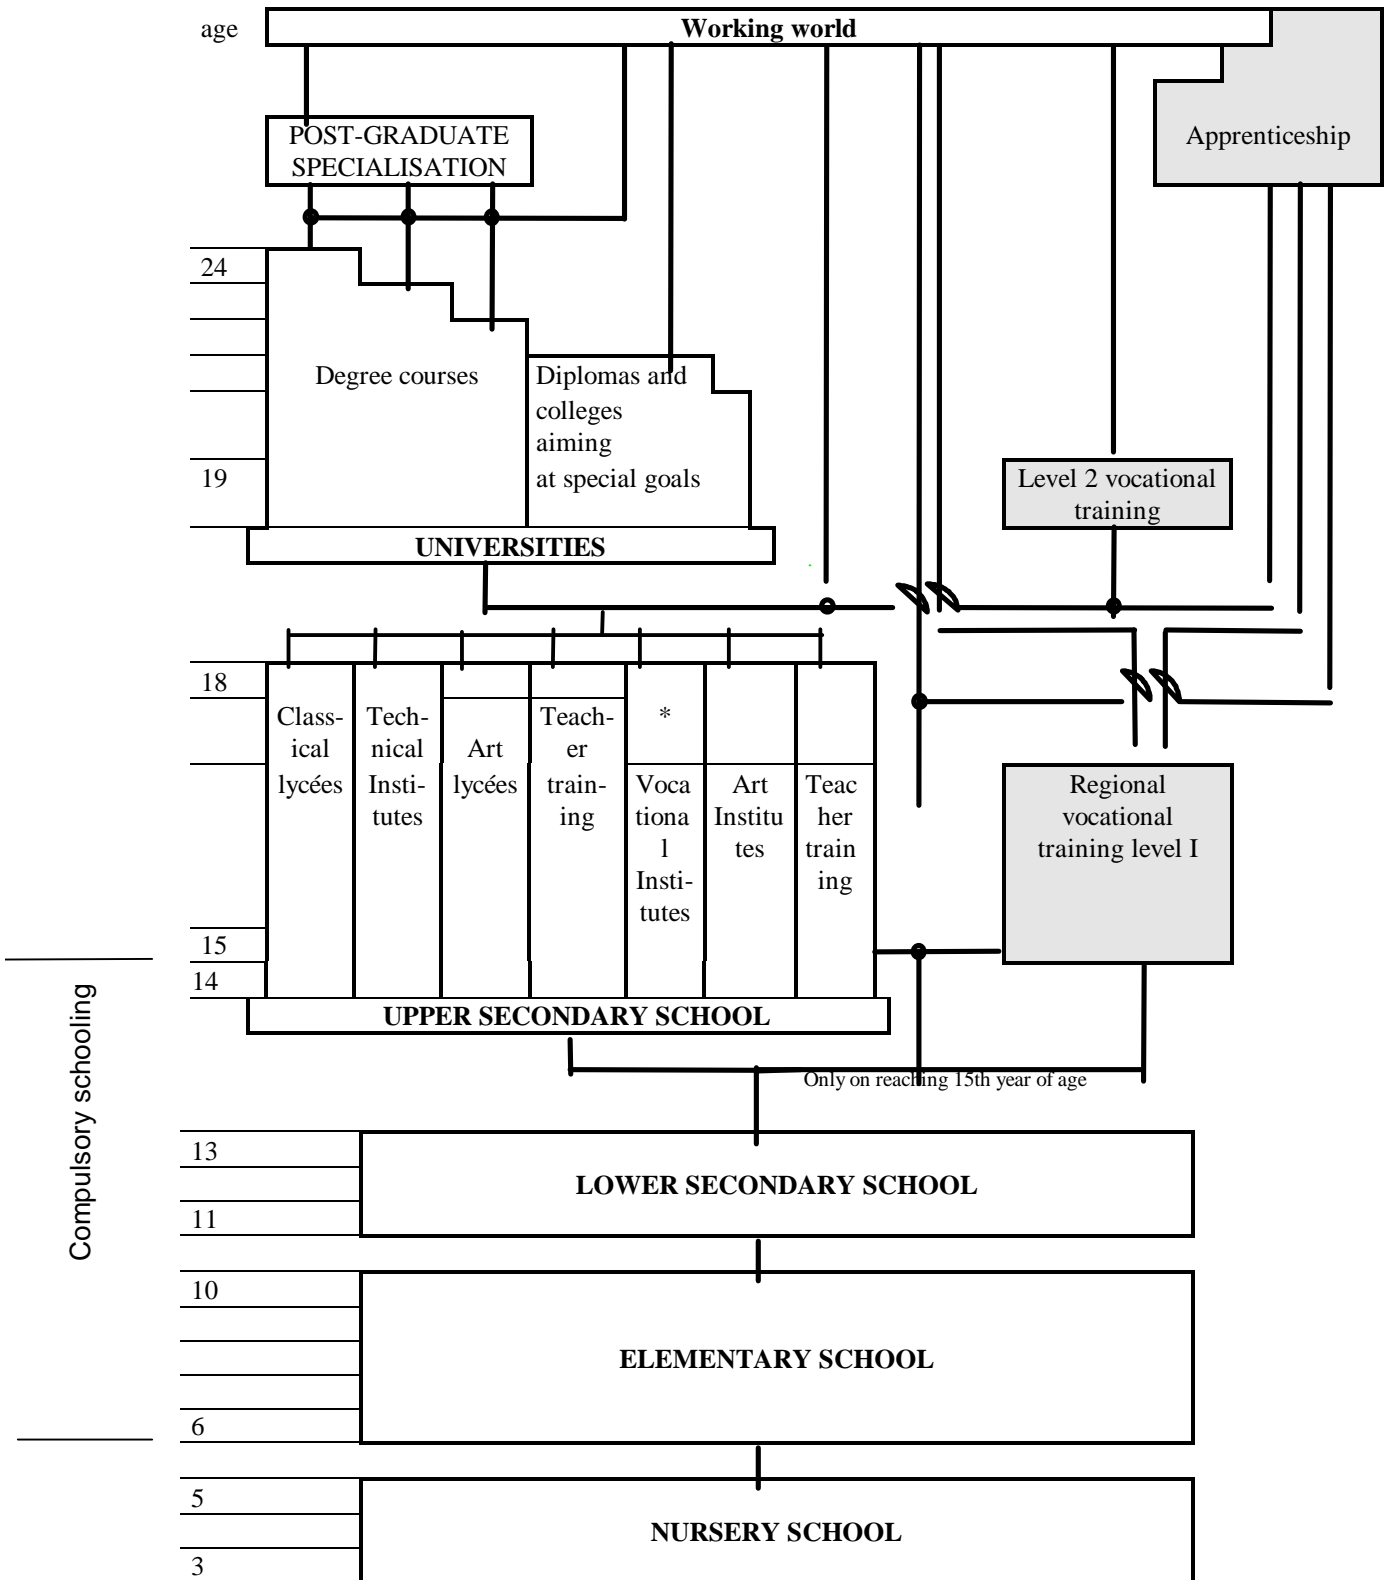 age
Working world
POST-GRADUATE
SPECIALISATION
Apprenticeship
24
Degree courses
Diplomas and
colleges
aiming
at special goals
19
Level 2 vocational
training
UNIVERSITIES
18
Class-
ical
lycées
Tech-
nical
Insti-
tutes
Art
lycées
Teach-
er
train-
ing
*
Voca
tiona
l
Insti-
tutes
Art
Institu
tes
Teac
her
train
ing
Regional
vocational
training level I
15
14
UPPER SECONDARY SCHOOL
Only on reaching 15th year of age
Compulsory schooling
13
LOWER SECONDARY SCHOOL
11
10
ELEMENTARY SCHOOL
6
5
NURSERY SCHOOL
3